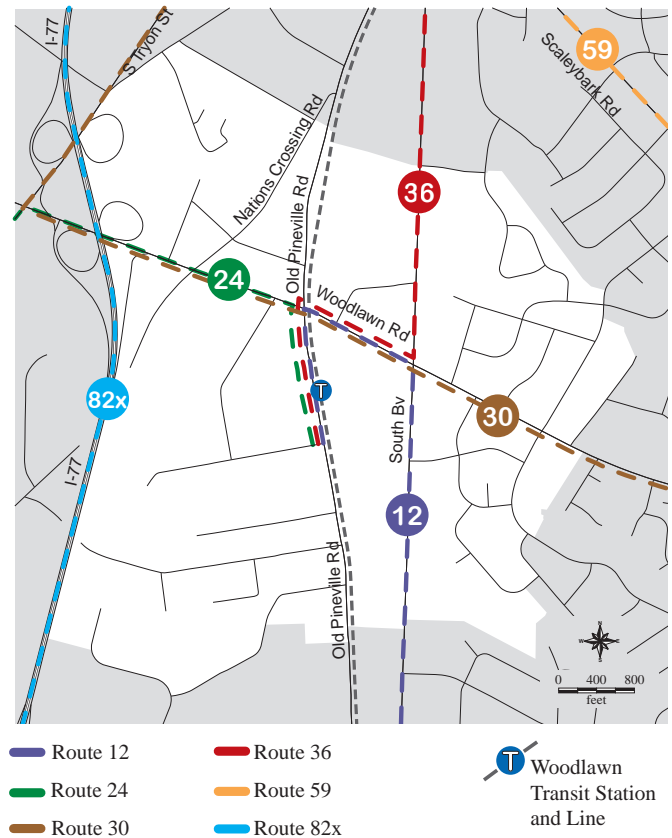 I-77
S Tryon St
59
Scaleybark Rd
Nations Crossing Rd
36
Old Pineville Rd
24
Woodlawn Rd
T
82x
30
South Bv
I-77
12
Old Pineville Rd
N
W E
S
0 400 800
feet
Route 12
Route 36
T
Woodlawn
Transit Station
and Line
Route 24
Route 59
Route 30
Route 82x